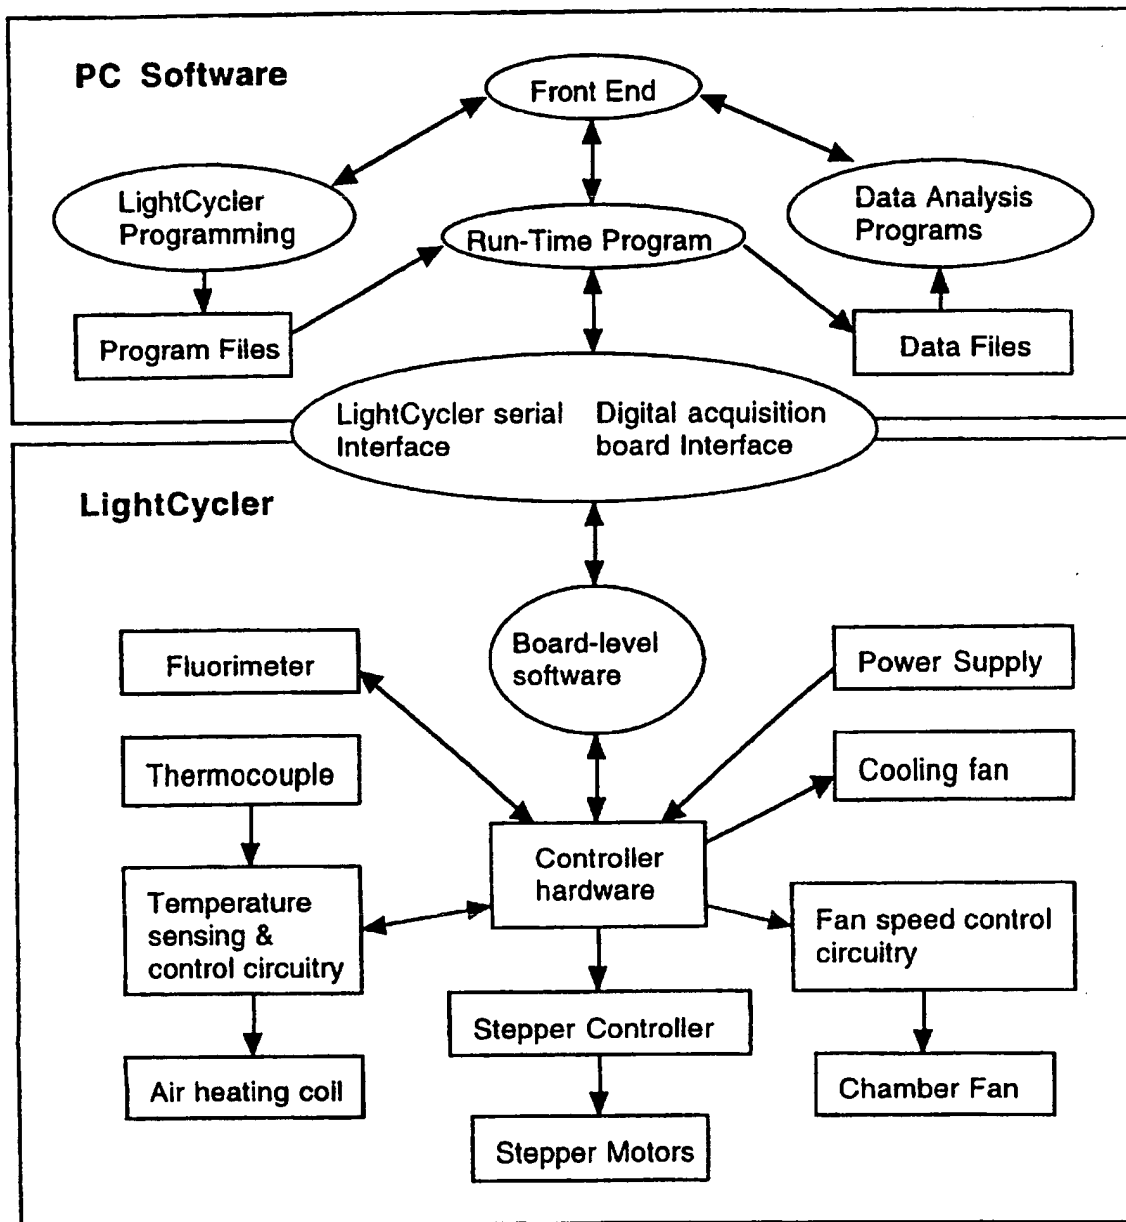 PC Software
Front End
LightCycler
Programming
Run-Time Program
Data Analysis
Programs
Program Files
Data Files
LightCycler serial
Interface
Digital acquisition
board Interface
LightCycler
Board-level
software
Fluorimeter
Power Supply
Thermocouple
Cooling fan
Controller
hardware
Temperature
sensing &
control circuitry
Fan speed control
circuitry
Stepper Controller
Air heating coil
Chamber Fan
Stepper Motors